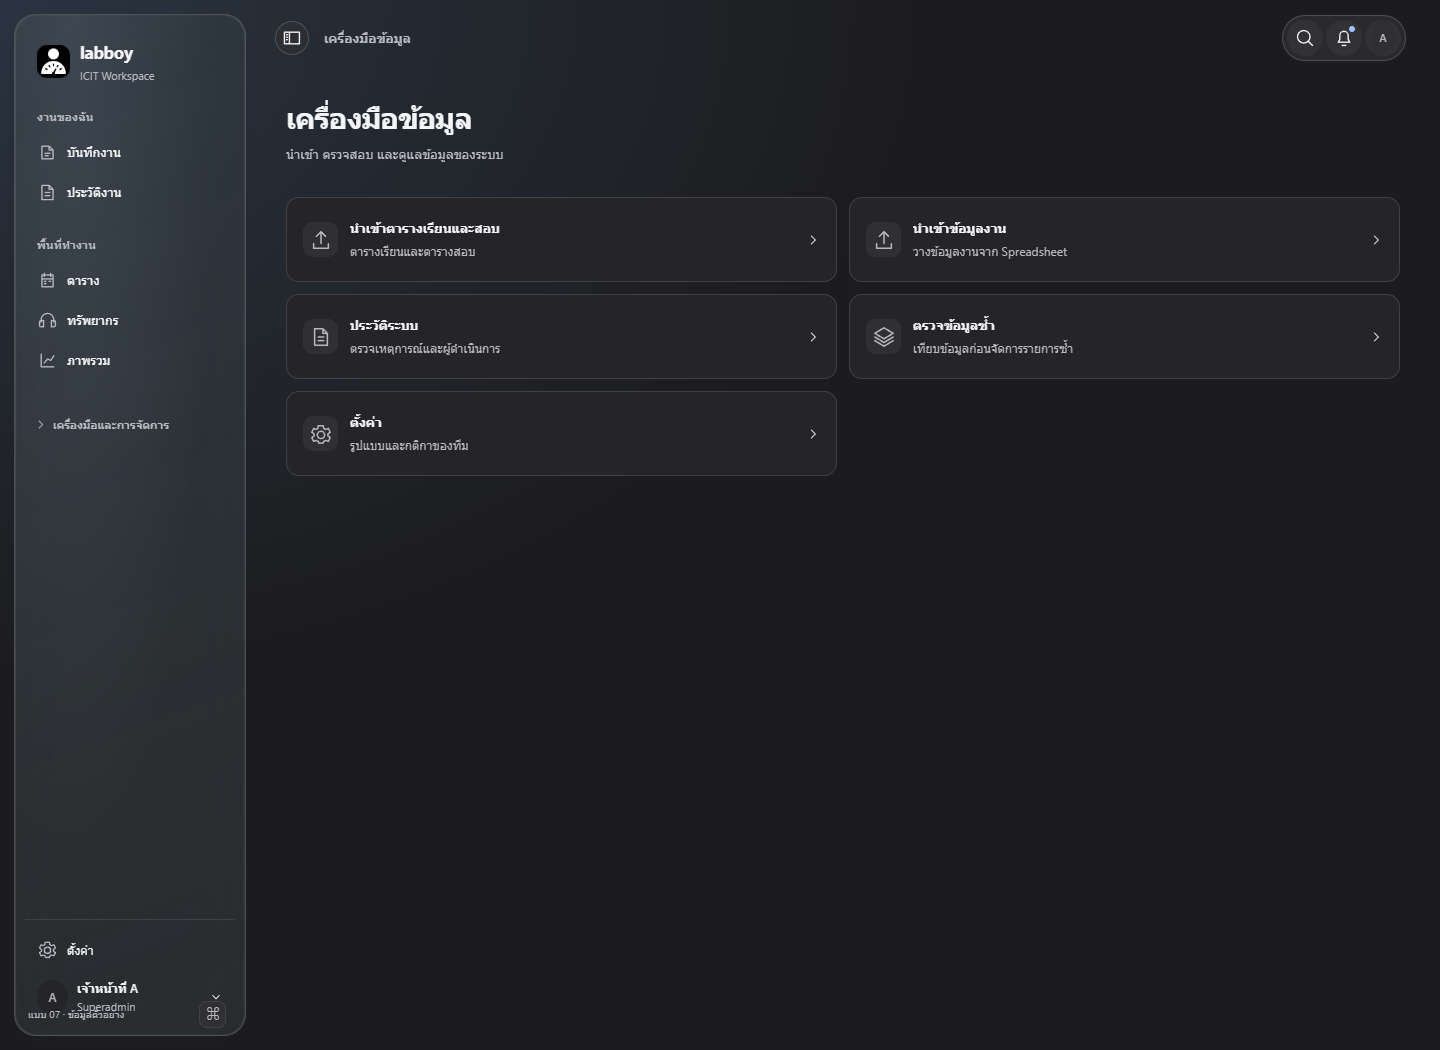 labboy
ICIT Workspace
งานของฉัน
บันทึกงาน
ประวัติงาน
พื้นที่ทำงาน
ตาราง
ทรัพยากร
ภาพรวม
เครื่องมือและการจัดการ
ตั้งค่า
A
เจ้าหน้าที่ A
Superadmin
แบบ 07 · ข้อมูลตัวอย่าง
⌘
เครื่องมือข้อมูล
A
เครื่องมือข้อมูล
นำเข้า ตรวจสอบ และดูแลข้อมูลของระบบ
นำเข้าตารางเรียนและสอบ
ตารางเรียนและตารางสอบ
นำเข้าข้อมูลงาน
วางข้อมูลงานจาก Spreadsheet
ประวัติระบบ
ตรวจเหตุการณ์และผู้ดำเนินการ
ตรวจข้อมูลซ้ำ
เทียบข้อมูลก่อนจัดการรายการซ้ำ
ตั้งค่า
รูปแบบและกติกาของทีม